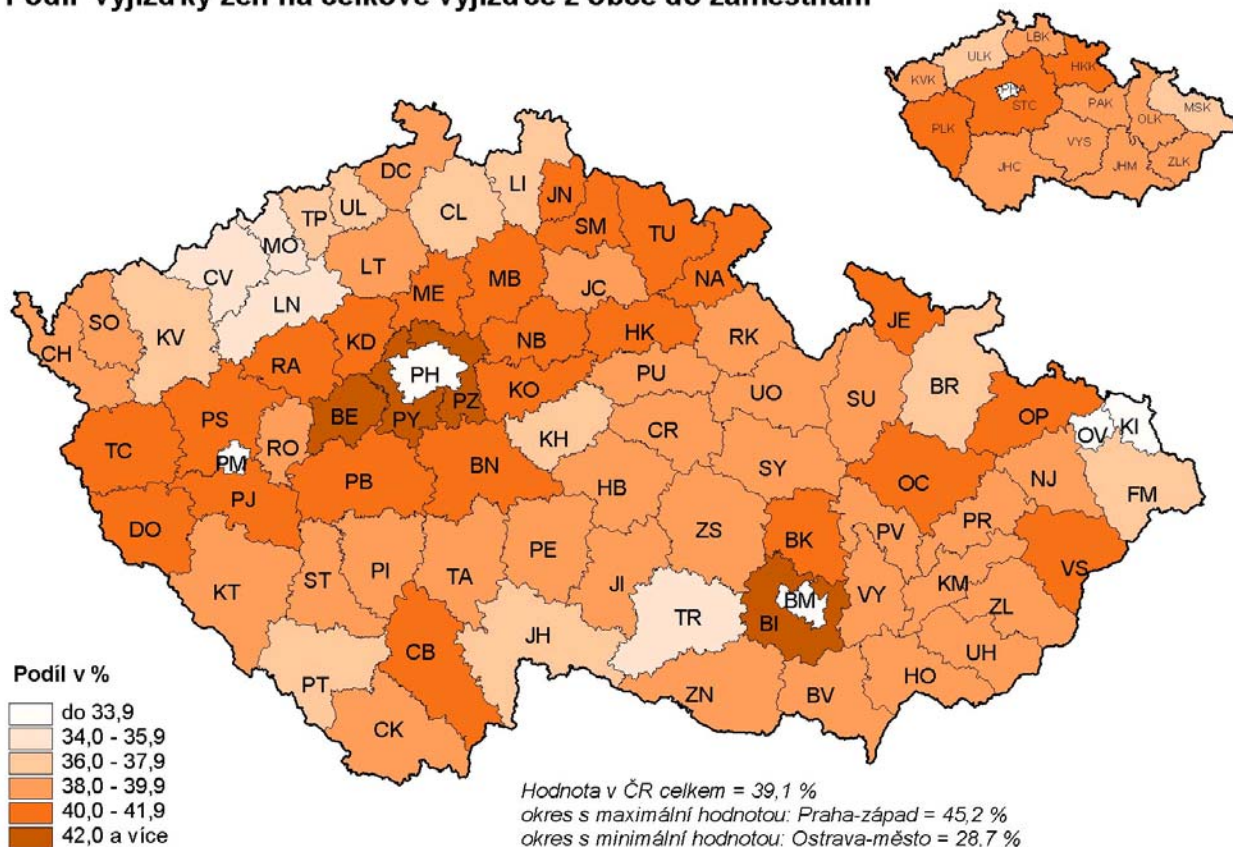 Podíl vyjížďky žen na celkové vyjížďce z obce do zaměstnání
LBK
ULK
HKK
KVK
PHA
STC
PAK
MSK
OLK
PLK
VYS
JHM
ZLK
JHC
DC
LI
JN
UL
TP
CL
SM
TU
MO
CV
LT
MB
NA
LN
ME
JC
SO
KV
KD
NB
HK
RK
JE
CH
RA
PH
BR
PU
UO
SU
BE
PY
PZ
KO
PS
RO
OP
OV
KI
TC
PM
KH
CR
SY
PB
BN
HB
OC
NJ
FM
PJ
DO
ZS
BK
PV
PR
KT
ST
PI
TA
PE
JI
VS
KM
VY
ZL
BM
BI
TR
JH
CB
UH
HO
PT
ZN
BV
CK
Podíl v %
do 33,9
34,0 - 35,9
36,0 - 37,9
38,0 - 39,9
40,0 - 41,9
42,0 a více
Hodnota v ČR celkem = 39,1 %
okres s maximální hodnotou: Praha-západ = 45,2 %
okres s minimální hodnotou: Ostrava-město = 28,7 %